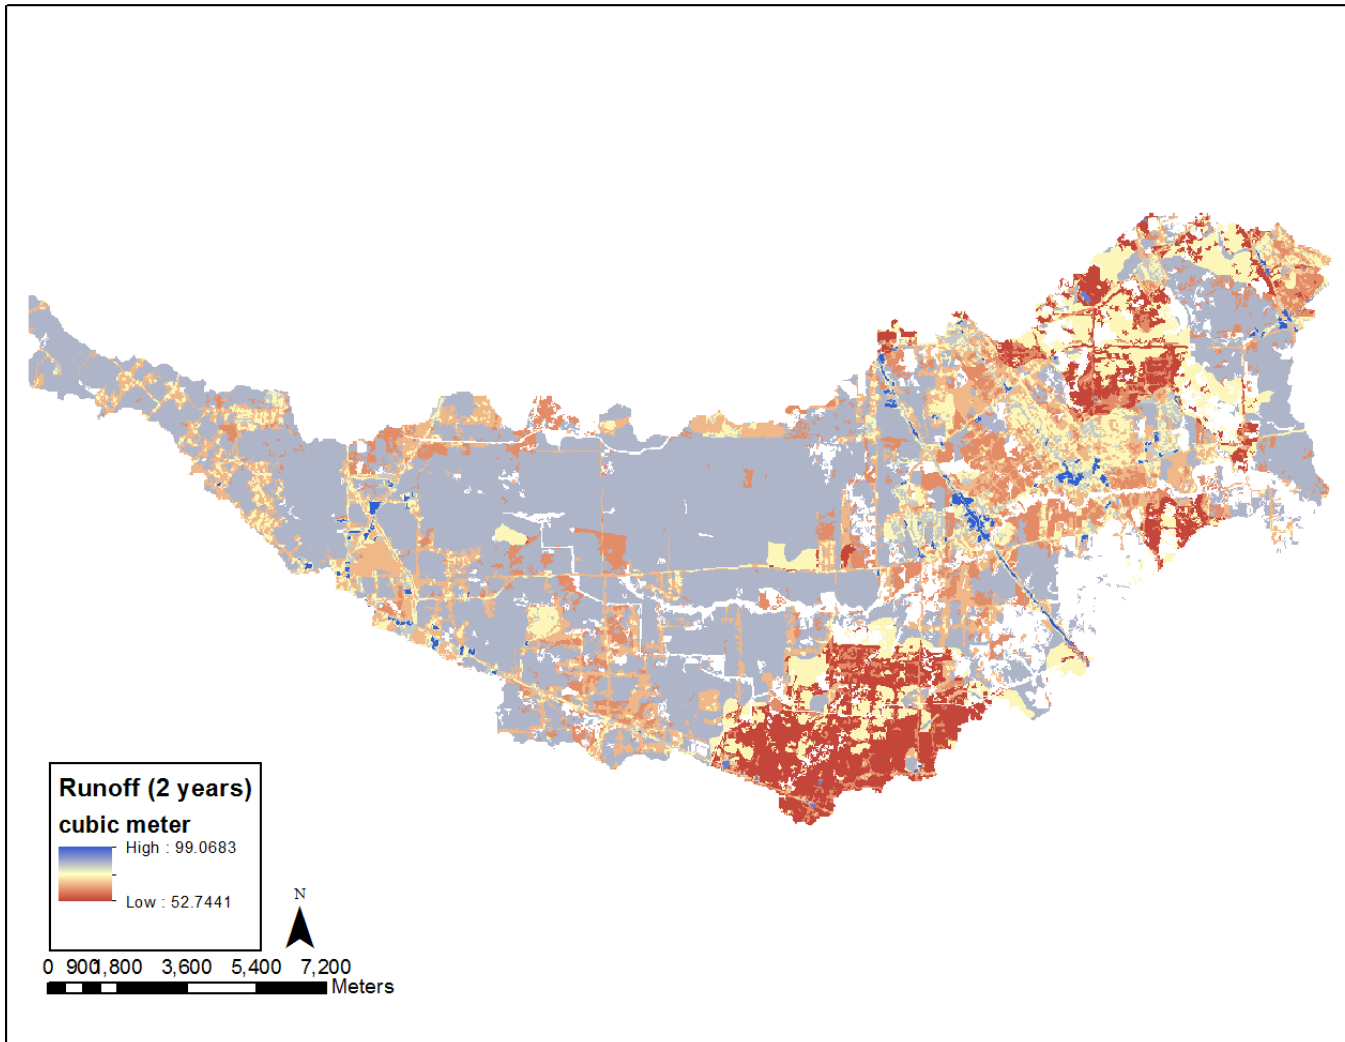 Runoff (2 years)
cubic meter
High : 99.0683
Low : 52.7441
N
0 900 1,800 3,600 5,400 7,200
Meters